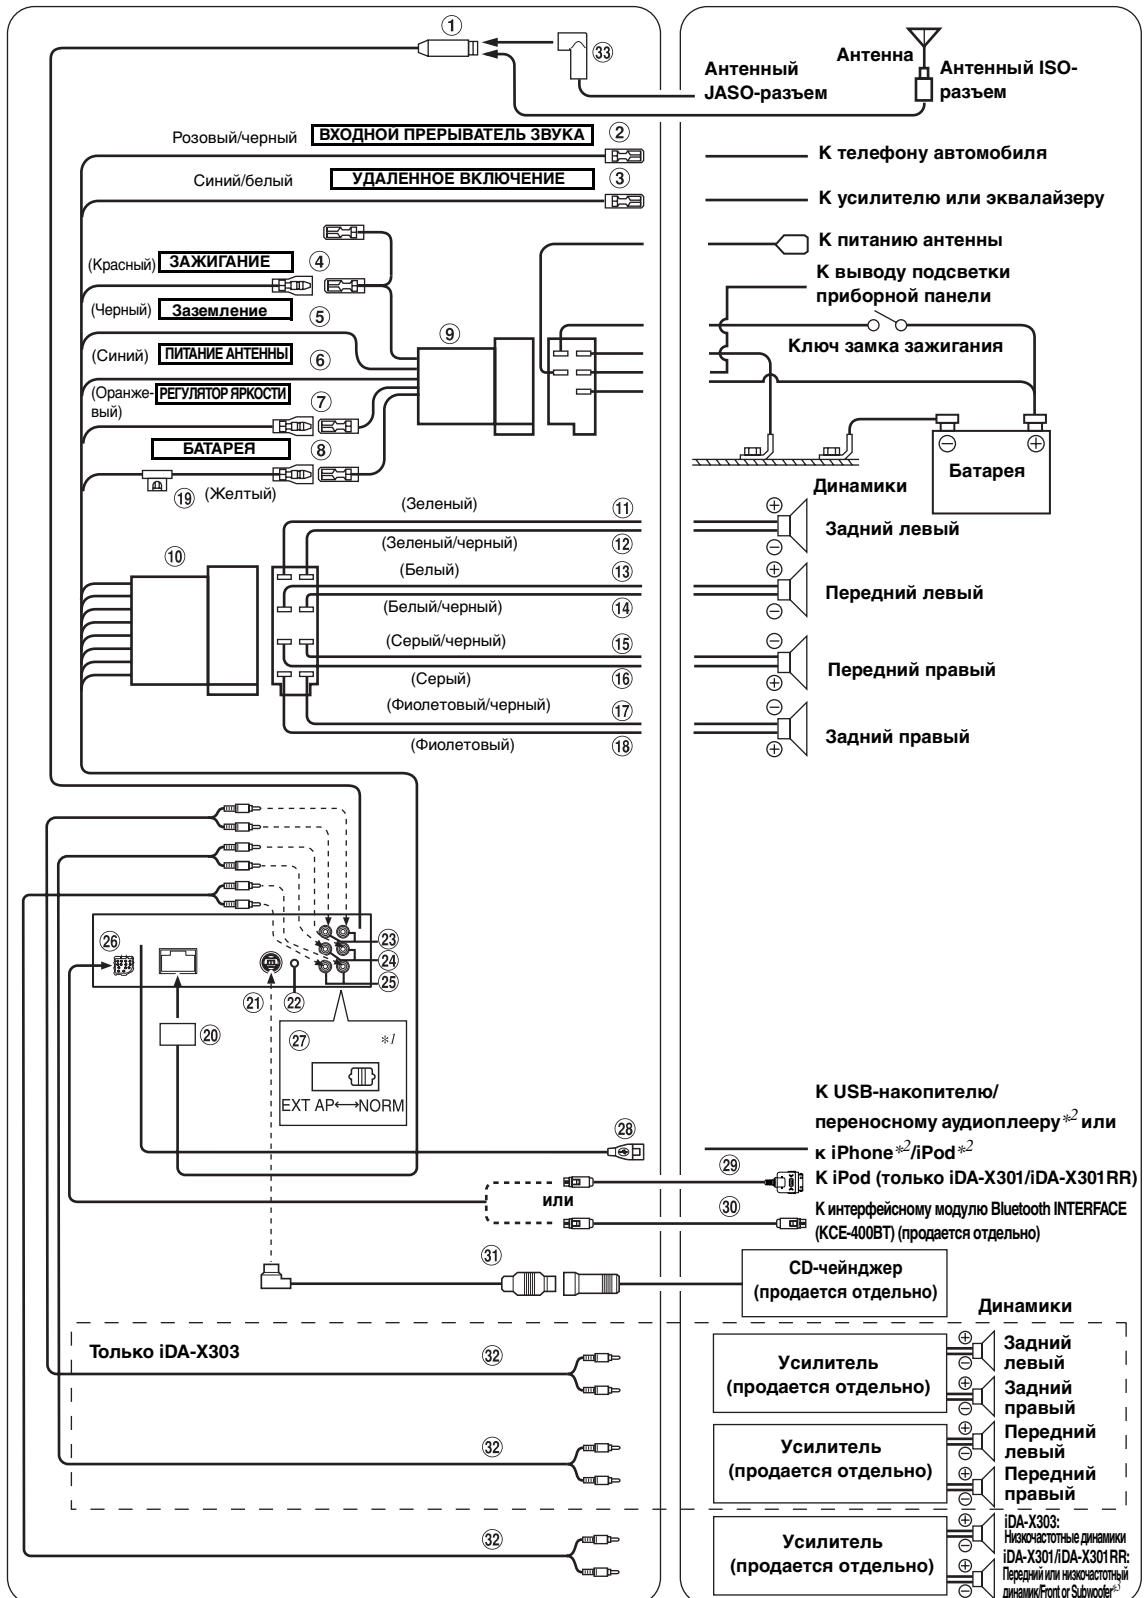 ①
㉝
Антенный
JASO-разъем
Антенна
Антенный ISO-
разъем
Розовый/черный
ВХОДНОЙ ПРЕРЫВАТЕЛЬ ЗВУКА
②
К телефону автомобиля
Синий/белый
УДАЛЕННОЕ ВКЛЮЧЕНИЕ
③
К усилителю или эквалайзеру
К питанию антенны
(Красный)
ЗАЖИГАНИЕ
④
К выводу подсветки
приборной панели
(Черный)
Заземление
⑤
⑨
Ключ замка зажигания
(Синий)
ПИТАНИЕ АНТЕННЫ
⑥
(Оранже-
вый)
РЕГУЛЯТОР ЯРКОСТИ
⑦
БАТАРЕЯ
⑧
⑲
(Желтый)
Батарея
Динамики
(Зеленый)
⑪
Задний левый
(Зеленый/черный)
⑫
⑩
(Белый)
⑬
Передний левый
(Белый/черный)
⑭
(Серый/черный)
⑮
Передний правый
(Серый)
⑯
(Фиолетовый/черный)
⑰
Задний правый
(Фиолетовый)
⑱
㉖
㉓
㉔
㉕
㉑
㉒
⑳
㉗
*1
EXT AP↔NORM
К USB-накопителю/
переносному аудиоплееру*2 или
к iPhone*2/iPod*2
㉘
㉙
К iPod (только iDA-X301/iDA-X301RR)
или
㉚
К интерфейсному модулю Bluetooth INTERFACE
(KCE-400BT) (продается отдельно)
㉛
CD-чейнджер
(продается отдельно)
Динамики
Только iDA-X303
㉜
Усилитель
(продается отдельно)
Задний
левый
Задний
правый
㉜
Усилитель
(продается отдельно)
Передний
левый
Передний
правый
㉜
Усилитель
(продается отдельно)
iDA-X303:
Низкочастотные динамики
iDA-X301/iDA-X301RR:
Передний или низкочастотный
динамик/Front or Subwoofer*3